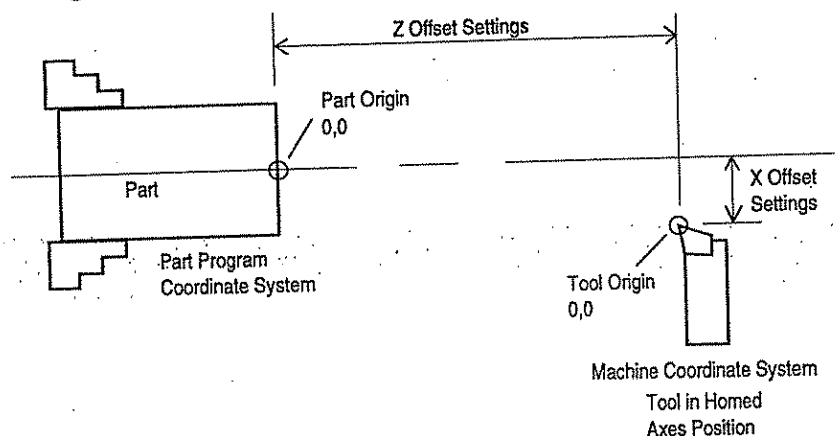 Z Offset Settings
Part Origin
0,0
Part
X Offset
Settings
Part Program
Coordinate System
Tool Origin
0,0
Machine Coordinate System
Tool in Homed
Axes Position